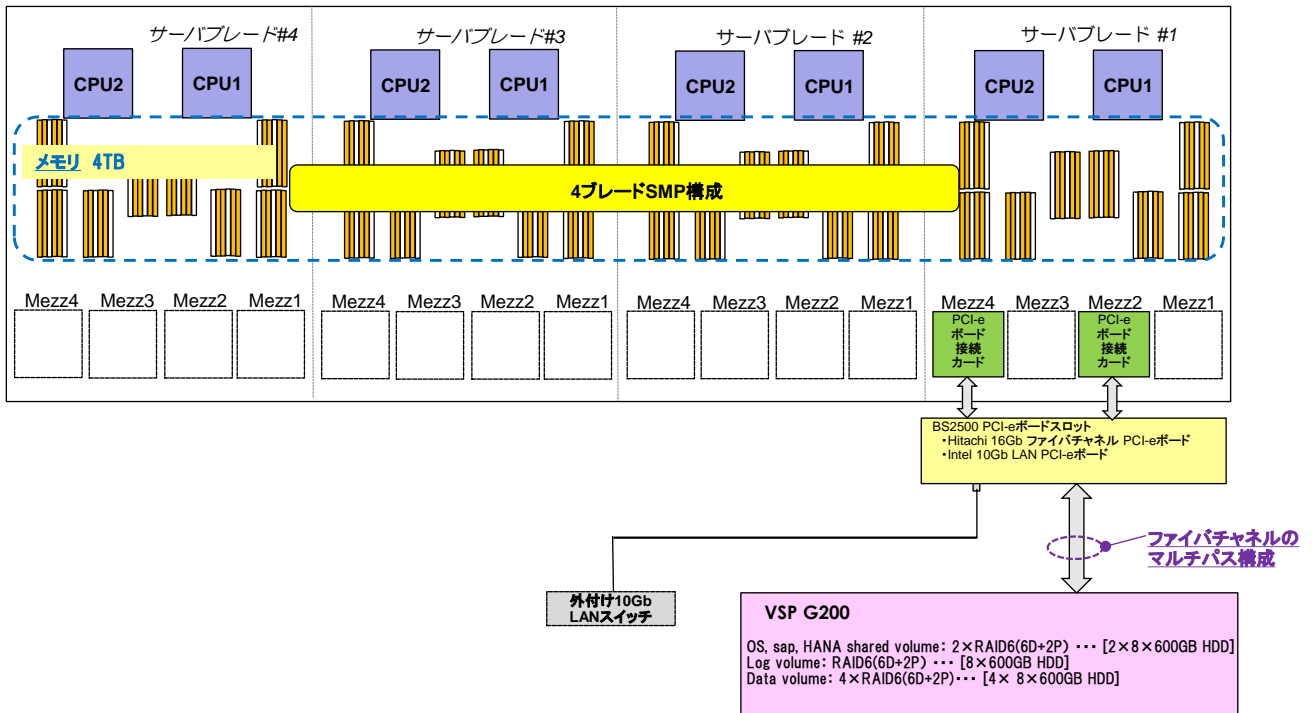 サーバブレード#4
サーバブレード#3
サーバブレード #2
サーバブレード #1
CPU2
CPU1
CPU2
CPU1
CPU2
CPU1
CPU2
CPU1
メモリ 4TB
4ブレードSMP構成
Mezz4
Mezz3
Mezz2
Mezz1
Mezz4
Mezz3
Mezz2
Mezz1
Mezz4
Mezz3
Mezz2
Mezz1
Mezz4
Mezz3
Mezz2
Mezz1
PCI-e
ボード
接続
カード
PCI-e
ボード
接続
カード
BS2500 PCI-eボードスロット
・Hitachi 16Gb ファイバチャネル PCI-eボード
・Intel 10Gb LAN PCI-eボード
ファイバチャネルの
マルチパス構成
外付け10Gb
LANスイッチ
VSP G200
OS, sap, HANA shared volume: 2×RAID6(6D+2P) ・・・ [2×8×600GB HDD]
Log volume: RAID6(6D+2P) ・・・ [8×600GB HDD]
Data volume: 4×RAID6(6D+2P)・・・ [4× 8×600GB HDD]